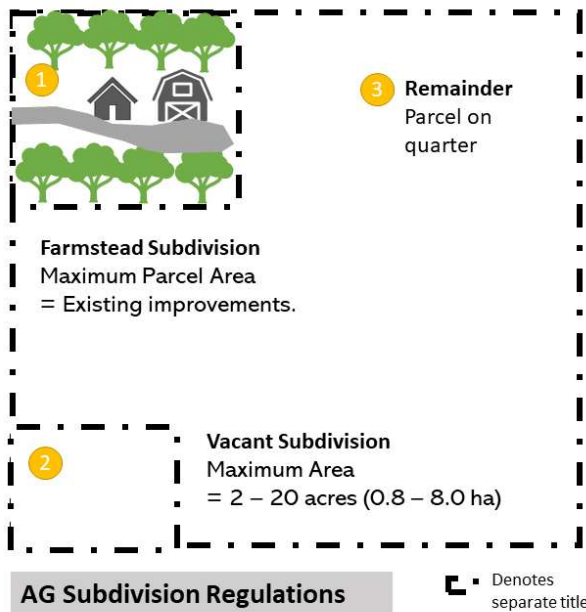 1
3
Remainder
Parcel on
quarter
Farmstead Subdivision
Maximum Parcel Area
= Existing improvements.
2
Vacant Subdivision
Maximum Area
= 2 – 20 acres (0.8 – 8.0 ha)
AG Subdivision Regulations
Denotes
separate title